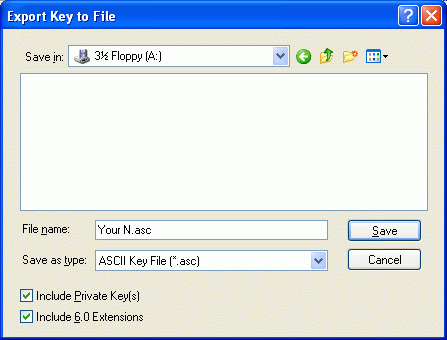 Export Key to File
Save in: 3½ Floppy (A:)
File name: Your N.asc Save
Save as type: ASCII Key File (*.asc) Cancel
Include Private Key(s)
Include 6.0 Extensions